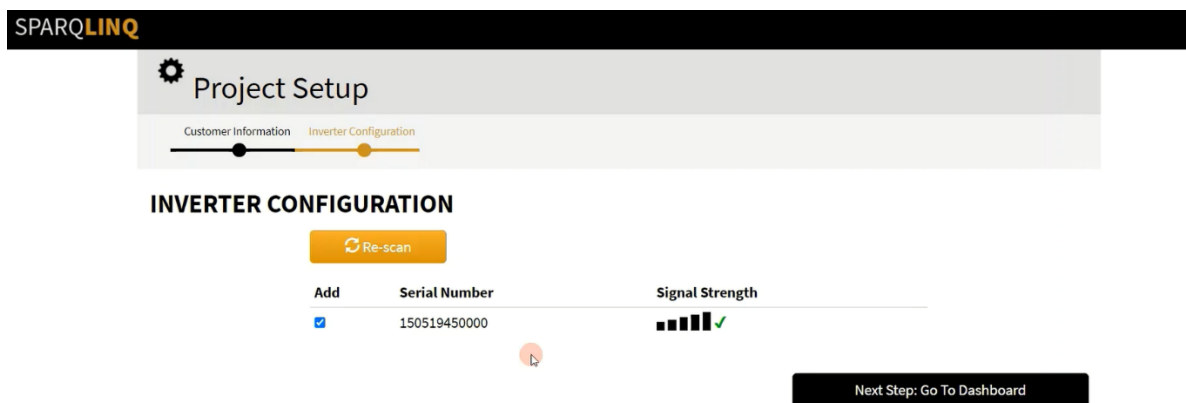 SPARQLINQ
Project Setup
Customer Information Inverter Configuration
INVERTER CONFIGURATION
Re-scan
Add Serial Number Signal Strength
150519450000
Next Step: Go To Dashboard